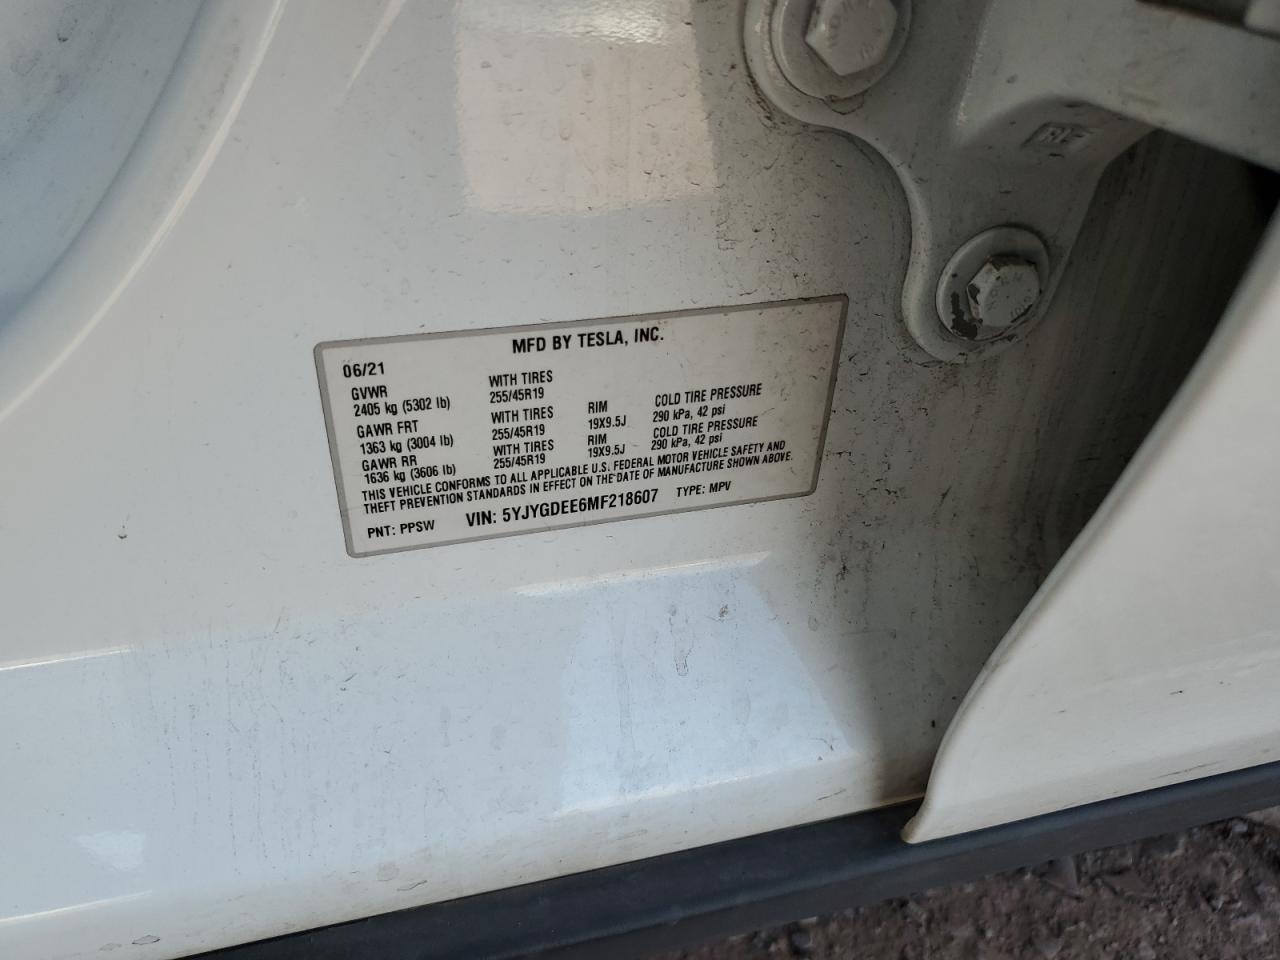 MFD BY TESLA, INC.
06/21
GVWR WITH TIRES
2405 kg (5302 lb) 255/45R19
GAWR FRT WITH TIRES RIM COLD TIRE PRESSURE
1363 kg (3004 lb) 255/45R19 19X9.5J 290 kPa, 42 psi
GAWR RR WITH TIRES RIM COLD TIRE PRESSURE
1636 kg (3606 lb) 255/45R19 19X9.5J 290 kPa, 42 psi
THIS VEHICLE CONFORMS TO ALL APPLICABLE U.S. FEDERAL MOTOR VEHICLE SAFETY AND
THEFT PREVENTION STANDARDS IN EFFECT ON THE DATE OF MANUFACTURE SHOWN ABOVE.
PNT: PPSW VIN: 5YJYGDEE6MF218607 TYPE: MPV